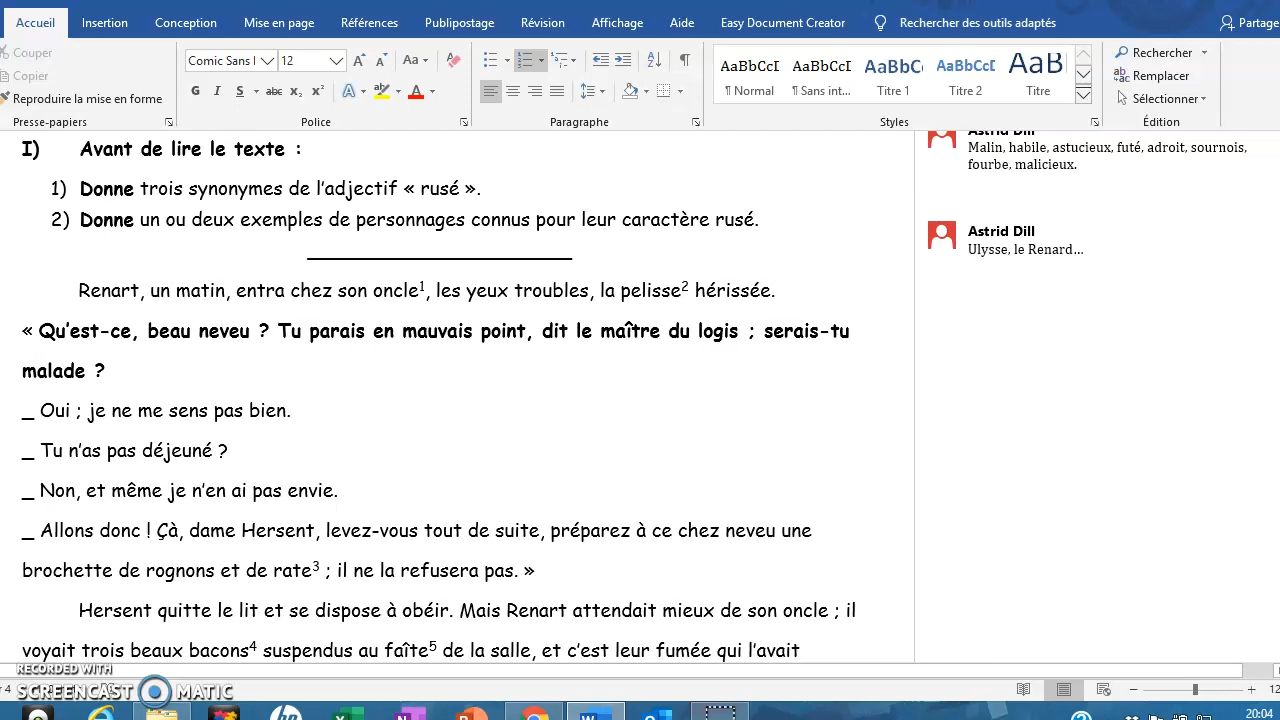 Accueil Insertion Conception Mise en page Références Publipostage Révision Affichage Aide Easy Document Creator Rechercher des outils adaptés Partage
Couper
Copier
Reproduire la mise en forme
Presse-papiers
Comic Sans 12
Aa
G I S abc x₂ x²
Police
Paragraphe
AaBbCcI AaBbCcI AaBbC AaBbCcI AaB
¶ Normal ¶ Sans int... Titre 1 Titre 2 Titre
Styles
Rechercher
Remplacer
Sélectionner
Édition
I) Avant de lire le texte :
1) Donne trois synonymes de l'adjectif « rusé ».
2) Donne un ou deux exemples de personnages connus pour leur caractère rusé.
Renart, un matin, entra chez son oncle¹, les yeux troubles, la pelisse² hérissée.
« Qu'est-ce, beau neveu ? Tu parais en mauvais point, dit le maître du logis ; serais-tu
malade ?
_ Oui ; je ne me sens pas bien.
_ Tu n'as pas déjeuné ?
_ Non, et même je n'en ai pas envie.
_ Allons donc ! Çà, dame Hersent, levez-vous tout de suite, préparez à ce chez neveu une
brochette de rognons et de rate³ ; il ne la refusera pas. »
Hersent quitte le lit et se dispose à obéir. Mais Renart attendait mieux de son oncle ; il
voyait trois beaux bacons⁴ suspendus au faîte⁵ de la salle, et c'est leur fumée qui l'avait
Astrid Dill
Malin, habile, astucieux, futé, adroit, sournois,
fourbe, malicieux.
Astrid Dill
Ulysse, le Renard…
RECORDED WITH
SCREENCAST MATIC
20:04